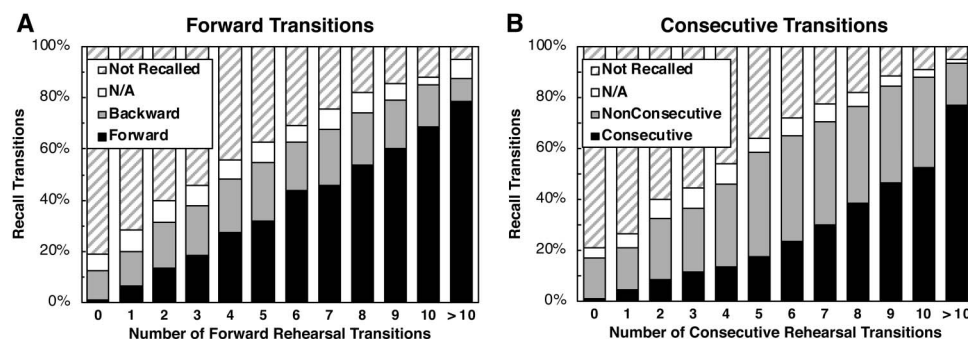 A
Forward Transitions
Recall Transitions
100%
80%
60%
40%
20%
0%
Not Recalled
N/A
Backward
Forward
0 1 2 3 4 5 6 7 8 9 10 > 10
Number of Forward Rehearsal Transitions
B
Consecutive Transitions
Recall Transitions
100%
80%
60%
40%
20%
0%
Not Recalled
N/A
NonConsecutive
Consecutive
0 1 2 3 4 5 6 7 8 9 10 > 10
Number of Consecutive Rehearsal Transitions